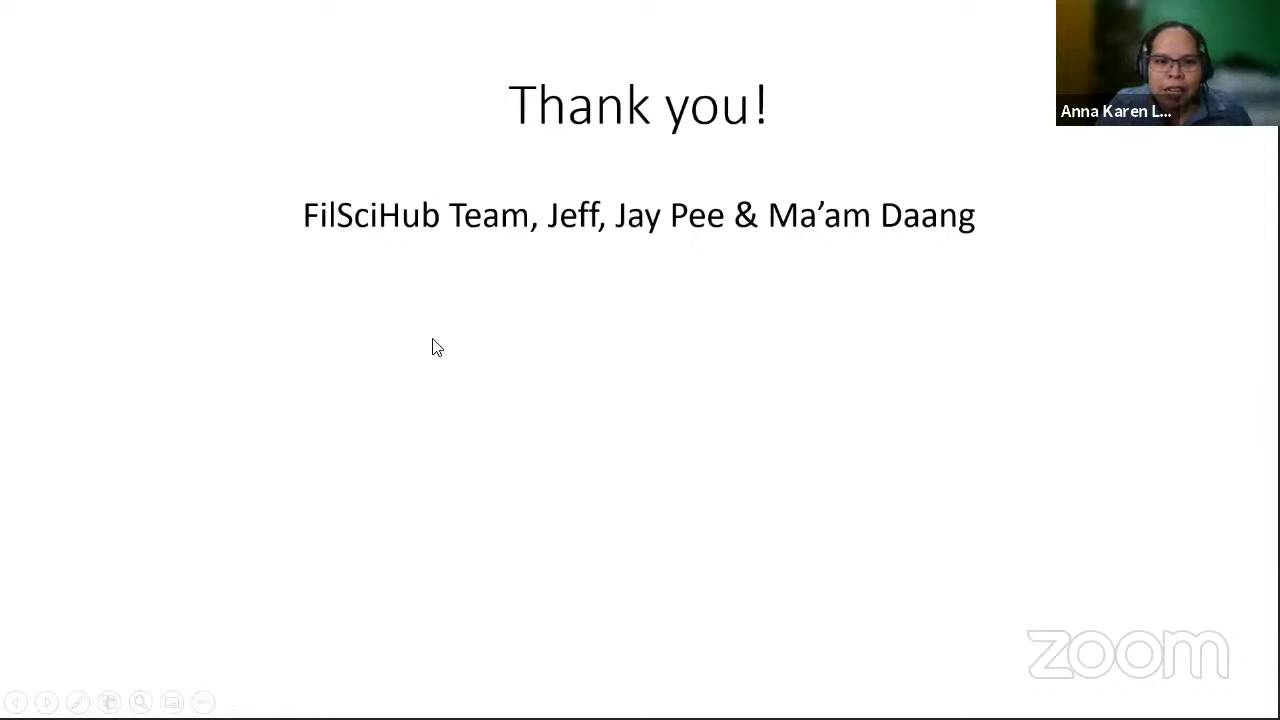 Thank you!
Anna Karen L...
FilSciHub Team, Jeff, Jay Pee & Ma’am Daang
zoom